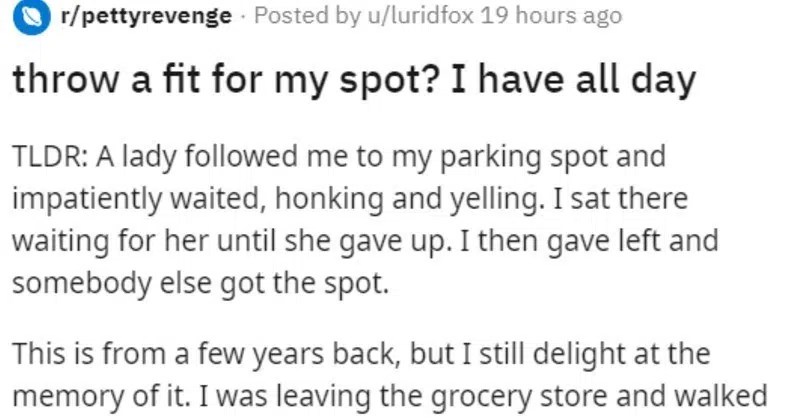 r/pettyrevenge · Posted by u/luridfox 19 hours ago
throw a fit for my spot? I have all day
TLDR: A lady followed me to my parking spot and
impatiently waited, honking and yelling. I sat there
waiting for her until she gave up. I then gave left and
somebody else got the spot.
This is from a few years back, but I still delight at the
memory of it. I was leaving the grocery store and walked